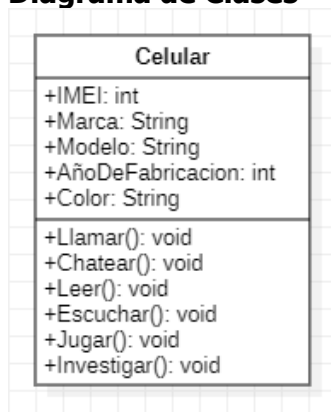 Diagrama de Clases
Celular
+IMEI: int
+Marca: String
+Modelo: String
+AñoDeFabricacion: int
+Color: String
+Llamar(): void
+Chatear(): void
+Leer(): void
+Escuchar(): void
+Jugar(): void
+Investigar(): void